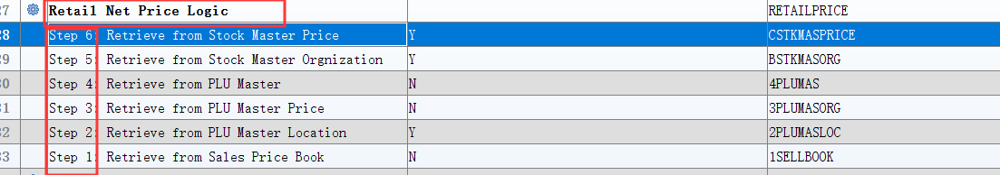 27 Retail Net Price Logic RETAILPRICE
28 Step 6: Retrieve from Stock Master Price Y CSTKMASPRICE
29 Step 5: Retrieve from Stock Master Orgnization Y BSTKMASORG
30 Step 4: Retrieve from PLU Master N 4PLUMAS
31 Step 3: Retrieve from PLU Master Price N 3PLUMASORG
32 Step 2: Retrieve from PLU Master Location Y 2PLUMASLOC
33 Step 1: Retrieve from Sales Price Book N 1SELLBOOK